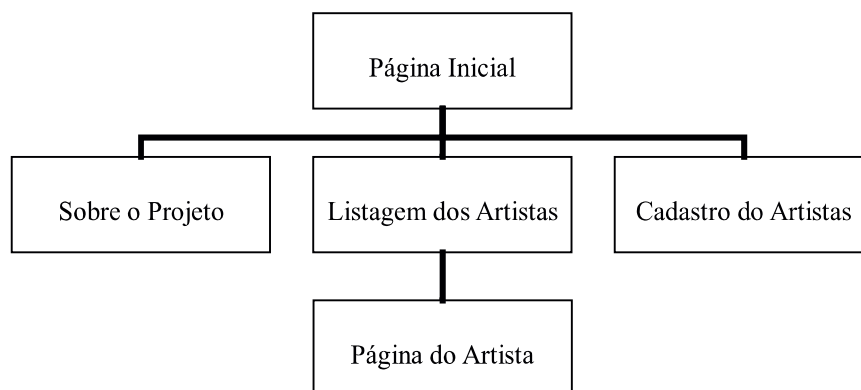 Página Inicial
Sobre o Projeto
Listagem dos Artistas
Cadastro do Artistas
Página do Artista